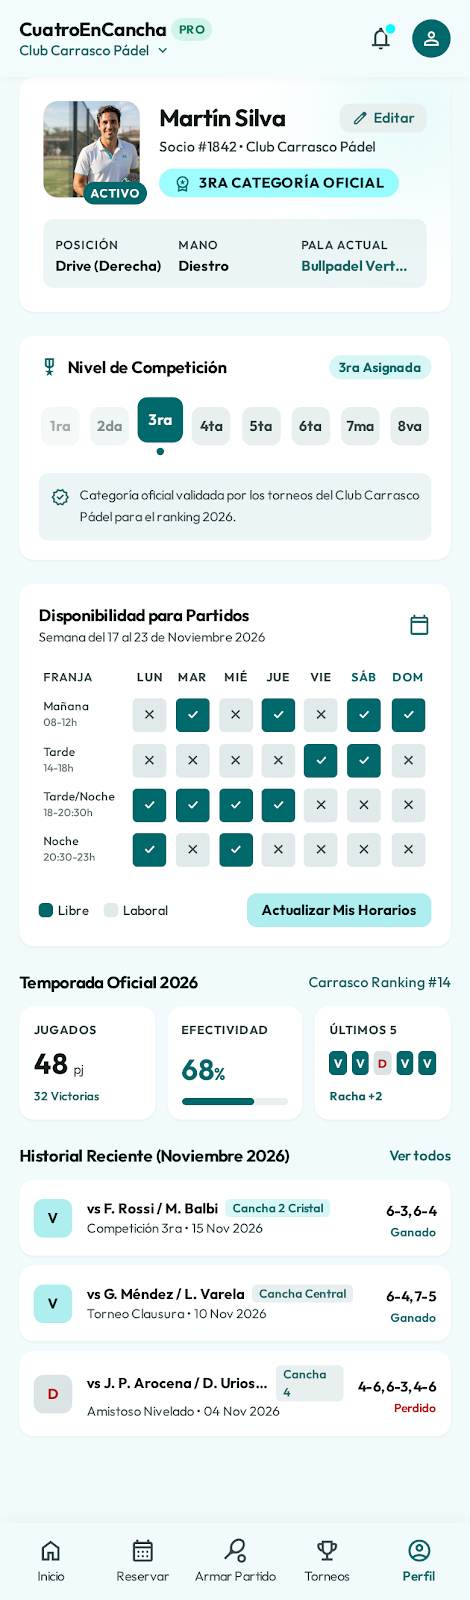 CuatroEnCancha PRO
Club Carrasco Pádel
Martín Silva
Editar
Socio #1842 • Club Carrasco Pádel
ACTIVO
3RA CATEGORÍA OFICIAL
POSICIÓN MANO PALA ACTUAL
Drive (Derecha) Diestro Bullpadel Vert...
Nivel de Competición 3ra Asignada
1ra 2da 3ra 4ta 5ta 6ta 7ma 8va
Categoría oficial validada por los torneos del Club Carrasco
Pádel para el ranking 2026.
Disponibilidad para Partidos
Semana del 17 al 23 de Noviembre 2026
FRANJA LUN MAR MIÉ JUE VIE SÁB DOM
Mañana
08-12h
Tarde
14-18h
Tarde/Noche
18-20:30h
Noche
20:30-23h
Libre Laboral Actualizar Mis Horarios
Temporada Oficial 2026 Carrasco Ranking #14
JUGADOS
48 pj
32 Victorias
EFECTIVIDAD
68%
ÚLTIMOS 5
V V D V V
Racha +2
Historial Reciente (Noviembre 2026) Ver todos
V
vs F. Rossi / M. Balbi Cancha 2 Cristal
Competición 3ra • 15 Nov 2026
6-3, 6-4
Ganado
V
vs G. Méndez / L. Varela Cancha Central
Torneo Clausura • 10 Nov 2026
6-4, 7-5
Ganado
D
vs J. P. Arocena / D. Urios...
Cancha
4
Amistoso Nivelado • 04 Nov 2026
4-6, 6-3, 4-6
Perdido
Inicio Reservar Armar Partido Torneos Perfil